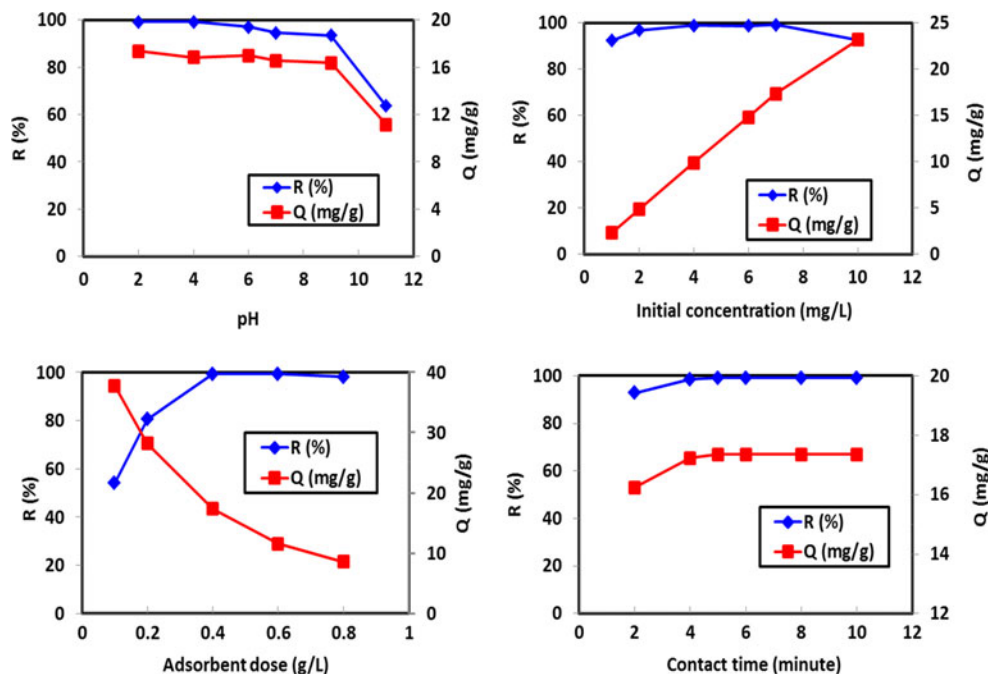 100
80
60
40
20
0
R (%)
20
16
12
8
4
0
Q (mg/g)
R (%)
Q (mg/g)
0 2 4 6 8 10 12
pH
100
80
60
40
20
0
R (%)
25
20
15
10
5
0
Q (mg/g)
R (%)
Q (mg/g)
0 2 4 6 8 10 12
Initial concentration (mg/L)
100
80
60
40
20
0
R (%)
40
30
20
10
0
Q (mg/g)
R (%)
Q (mg/g)
0 0.2 0.4 0.6 0.8 1
Adsorbent dose (g/L)
100
80
60
40
20
0
R (%)
20
18
16
14
12
Q (mg/g)
R (%)
Q (mg/g)
0 2 4 6 8 10 12
Contact time (minute)